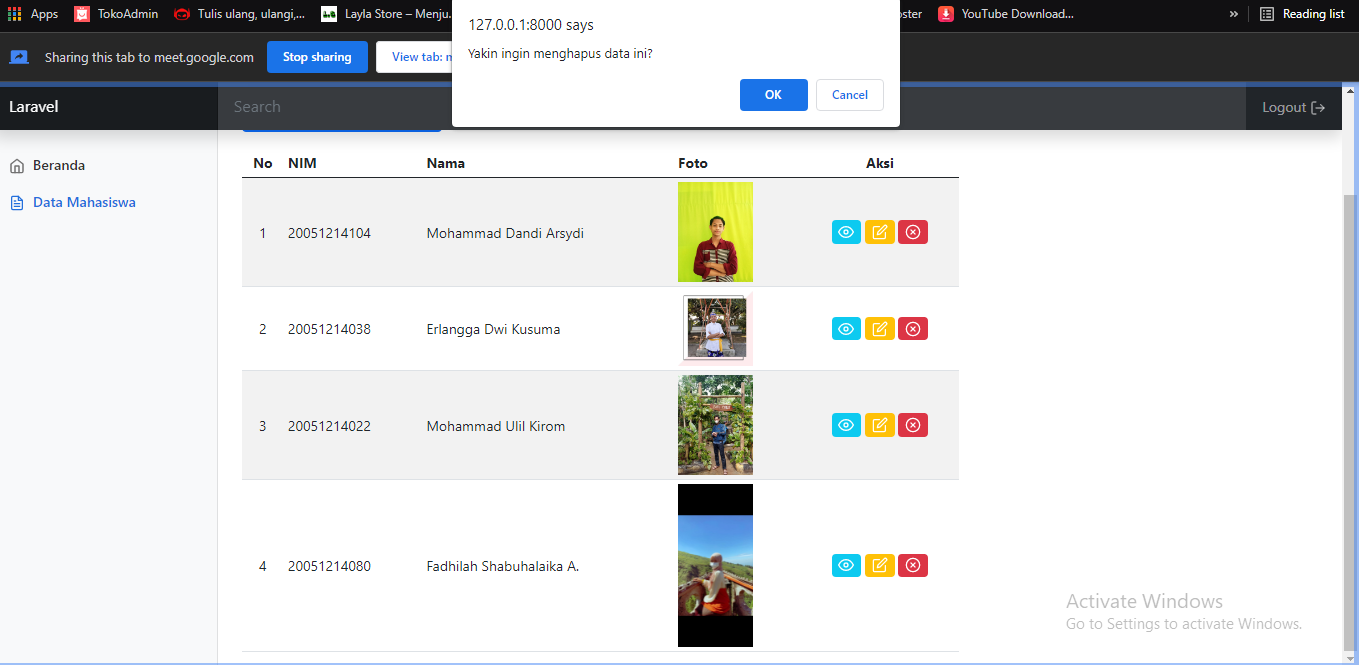 Apps TokoAdmin Tulis ulang, ulangi,... Layla Store – Menju. oster YouTube Download... » Reading list
127.0.0.1:8000 says
Yakin ingin menghapus data ini?
OK Cancel
Sharing this tab to meet.google.com Stop sharing View tab: m
Laravel Search Logout
Beranda
Data Mahasiswa
No NIM Nama Foto Aksi
1 20051214104 Mohammad Dandi Arsydi
2 20051214038 Erlangga Dwi Kusuma
3 20051214022 Mohammad Ulil Kirom
4 20051214080 Fadhilah Shabuhalaika A.
Activate Windows
Go to Settings to activate Windows.